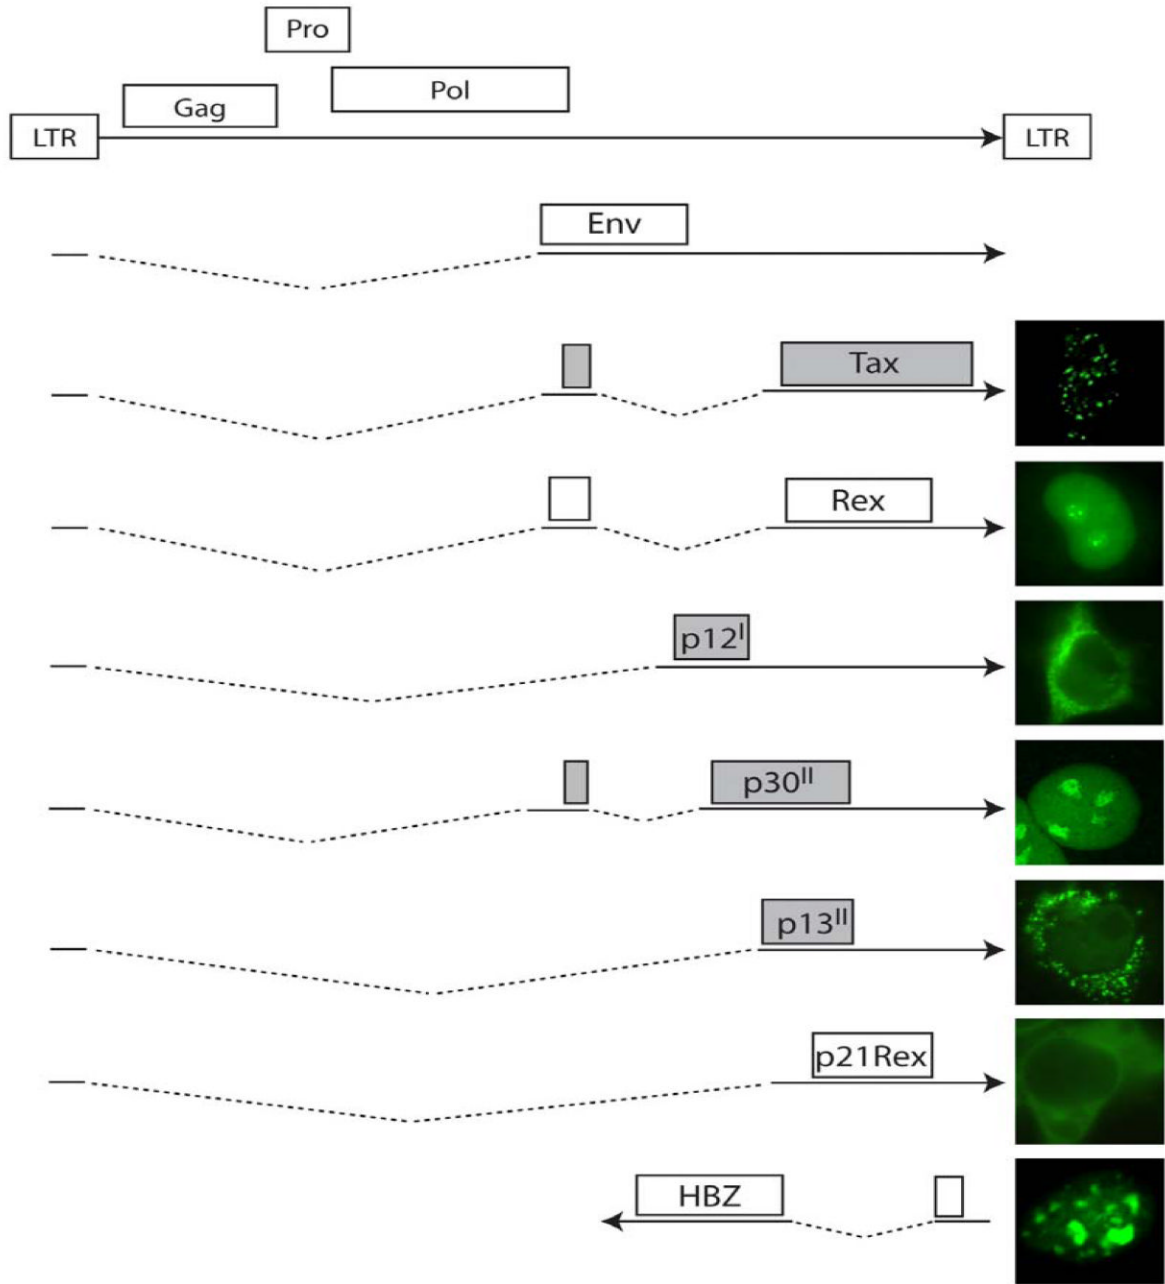 Pro
Pol
Gag
LTR
LTR
Env
Tax
Rex
p12ᴵ
p30ᴵᴵ
p13ᴵᴵ
p21Rex
HBZ